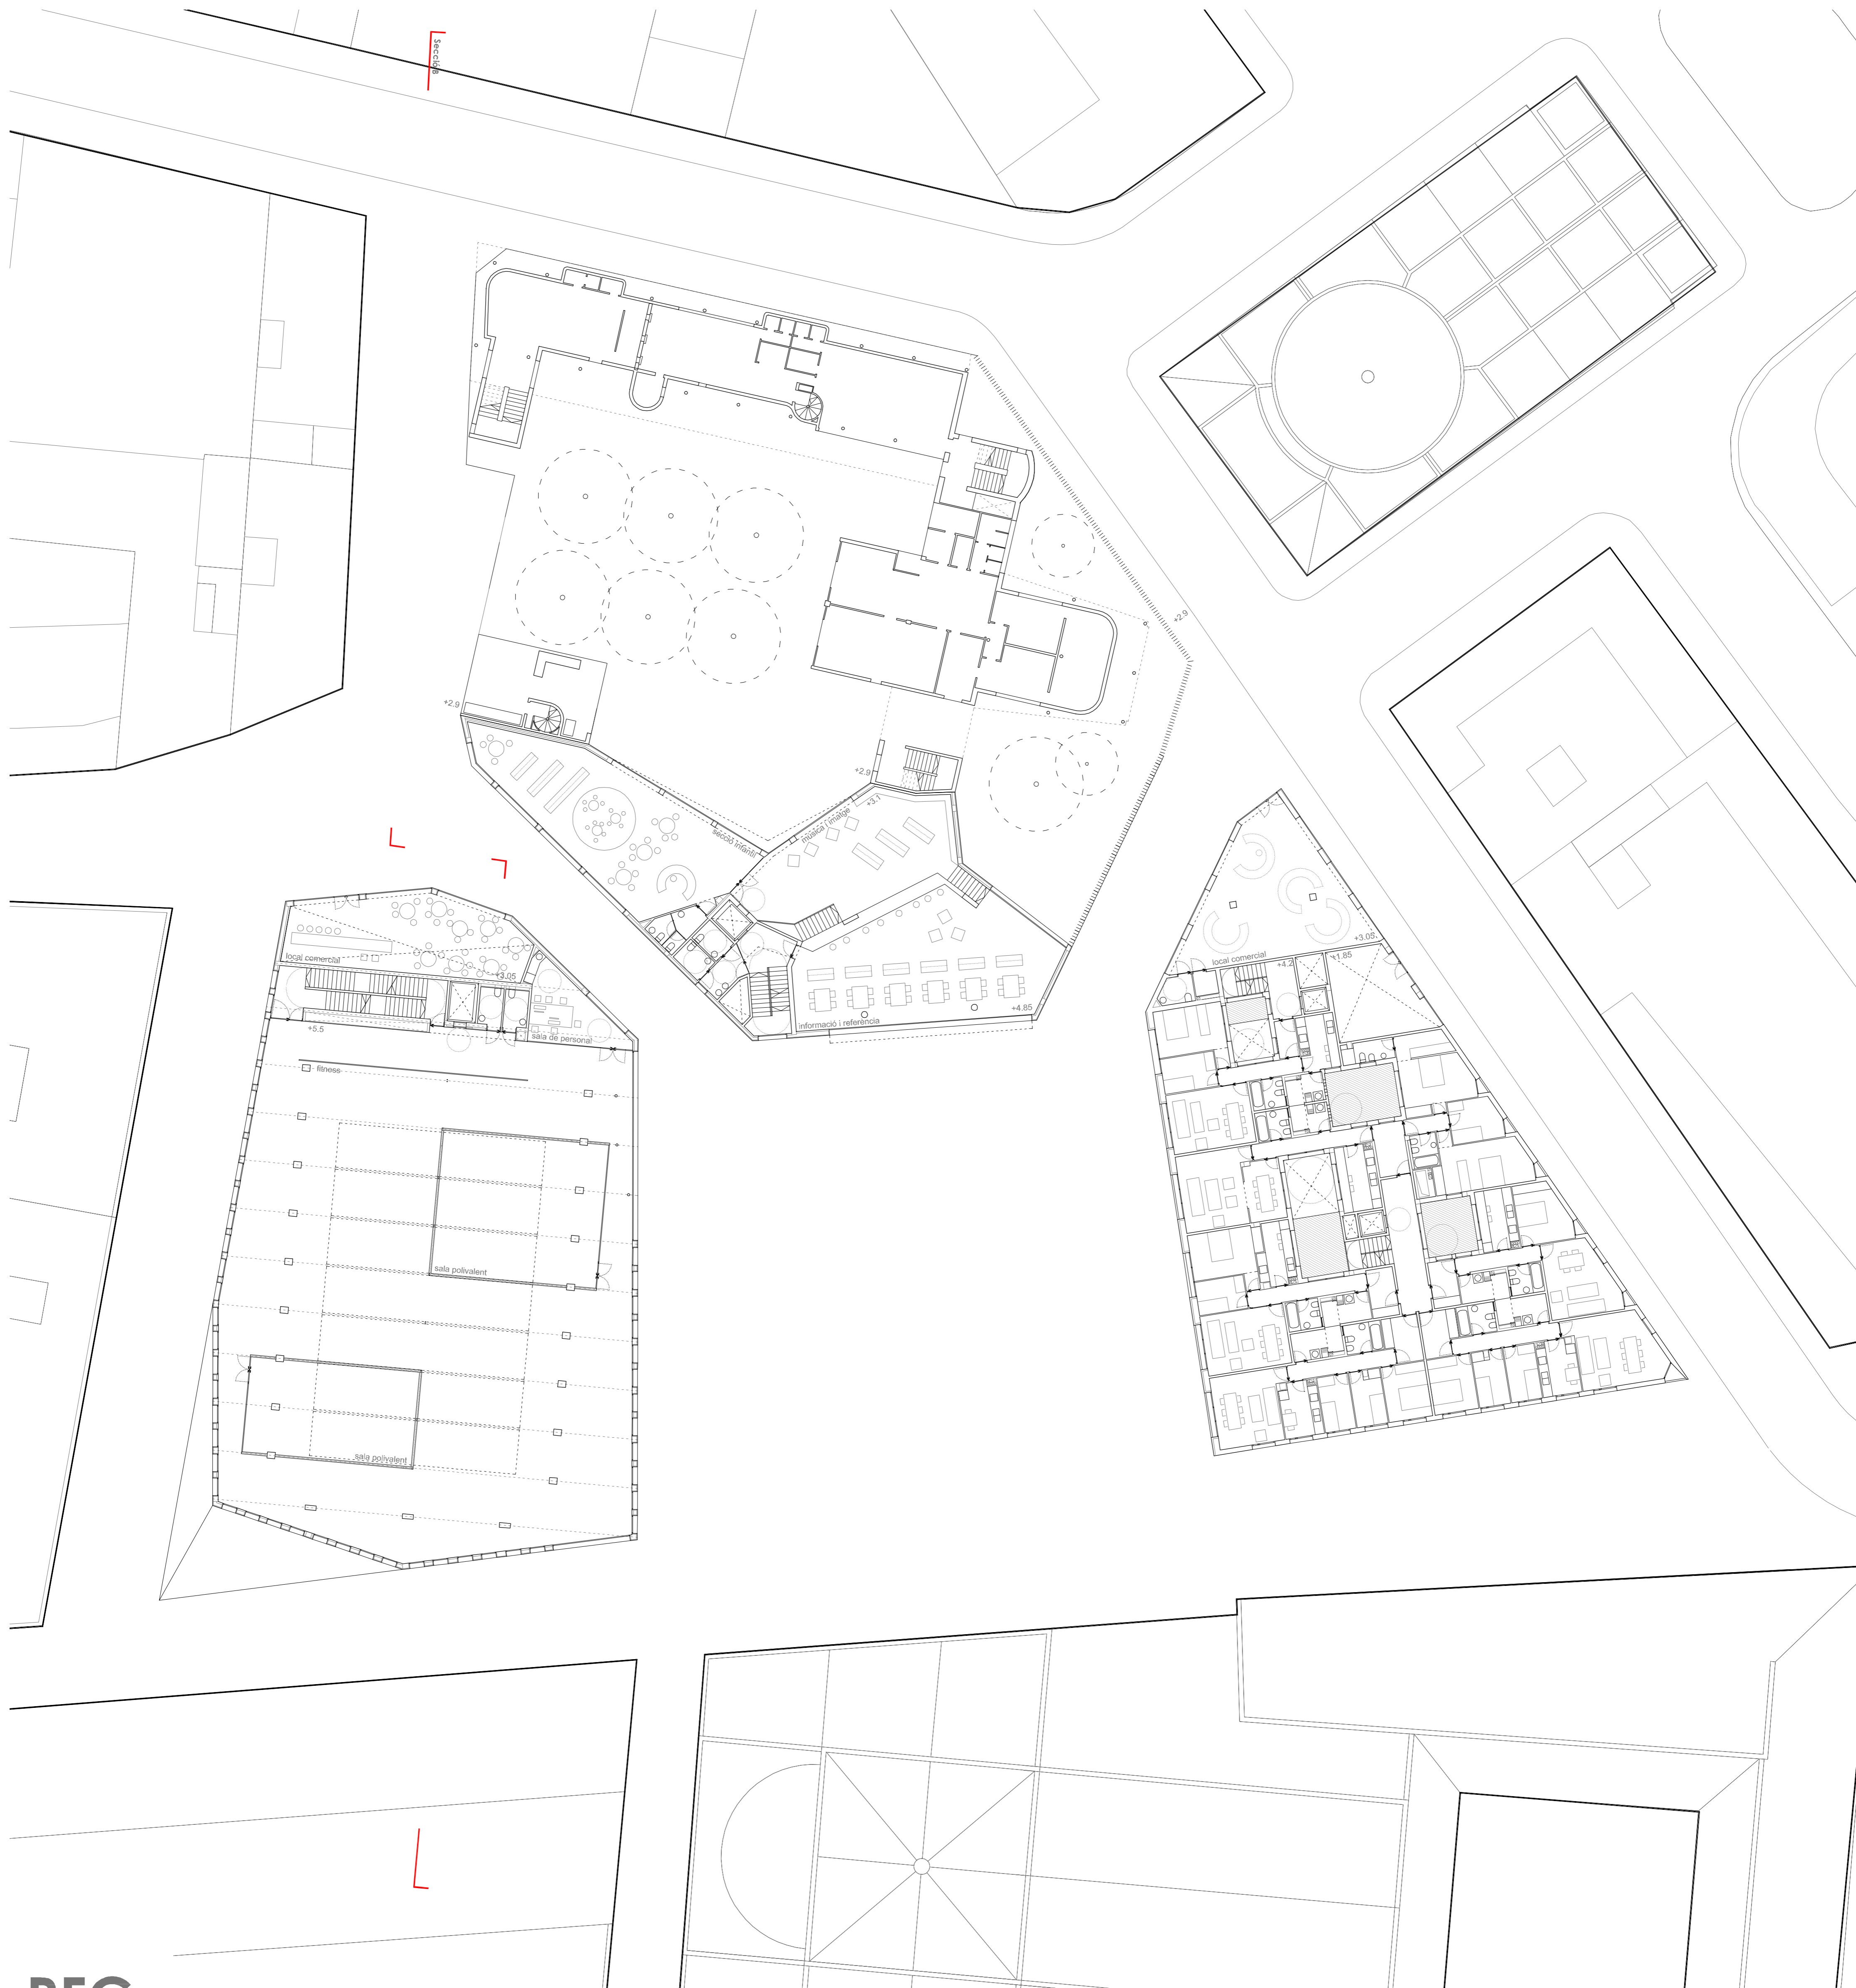 Secció B
+2.9
+2.9
+2.9
+3.1
música i imatge
secció infantil
local comercial
+3.05
+5.5
sala de personal
fitness
+4.85
informació i referència
local comercial
+3.05
+4.2
+1.85
sala polivalent
sala polivalent